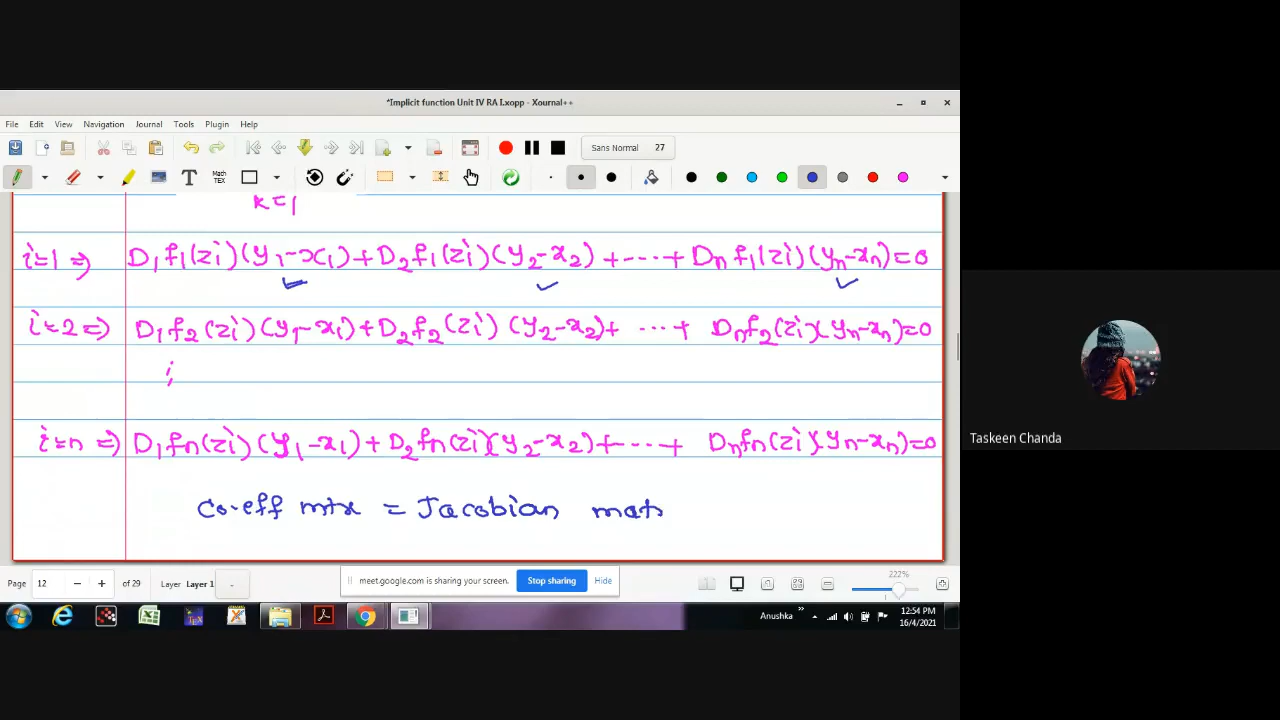 *Implicit function Unit IV RA I.xopp - Xournal++
File Edit View Navigation Journal Tools Plugin Help
Sans Normal 27
T Math TEX
k=1
i=1 ⇒ D₁f₁(zi)(y₁-x₁)+D₂f₁(zi)(y₂-x₂)+....+Dₙf₁(zi)(yₙ-xₙ)=0
i=2 ⇒ D₁f₂(zi)(y₁-x₁)+D₂f₂(zi)(y₂-x₂)+ ...+ Dₙf₂(zi)(yₙ-xₙ)=0
⋮
i=n ⇒ D₁fₙ(zi)(y₁-x₁)+D₂fₙ(zi)(y₂-x₂)+....+ Dₙfₙ(zi)(yₙ-xₙ)=0
Co-eff mtx = Jacobian mat
Taskeen Chanda
Page 12 of 29 Layer Layer 1
meet.google.com is sharing your screen. Stop sharing Hide
222%
Anushka
12:54 PM
16/4/2021